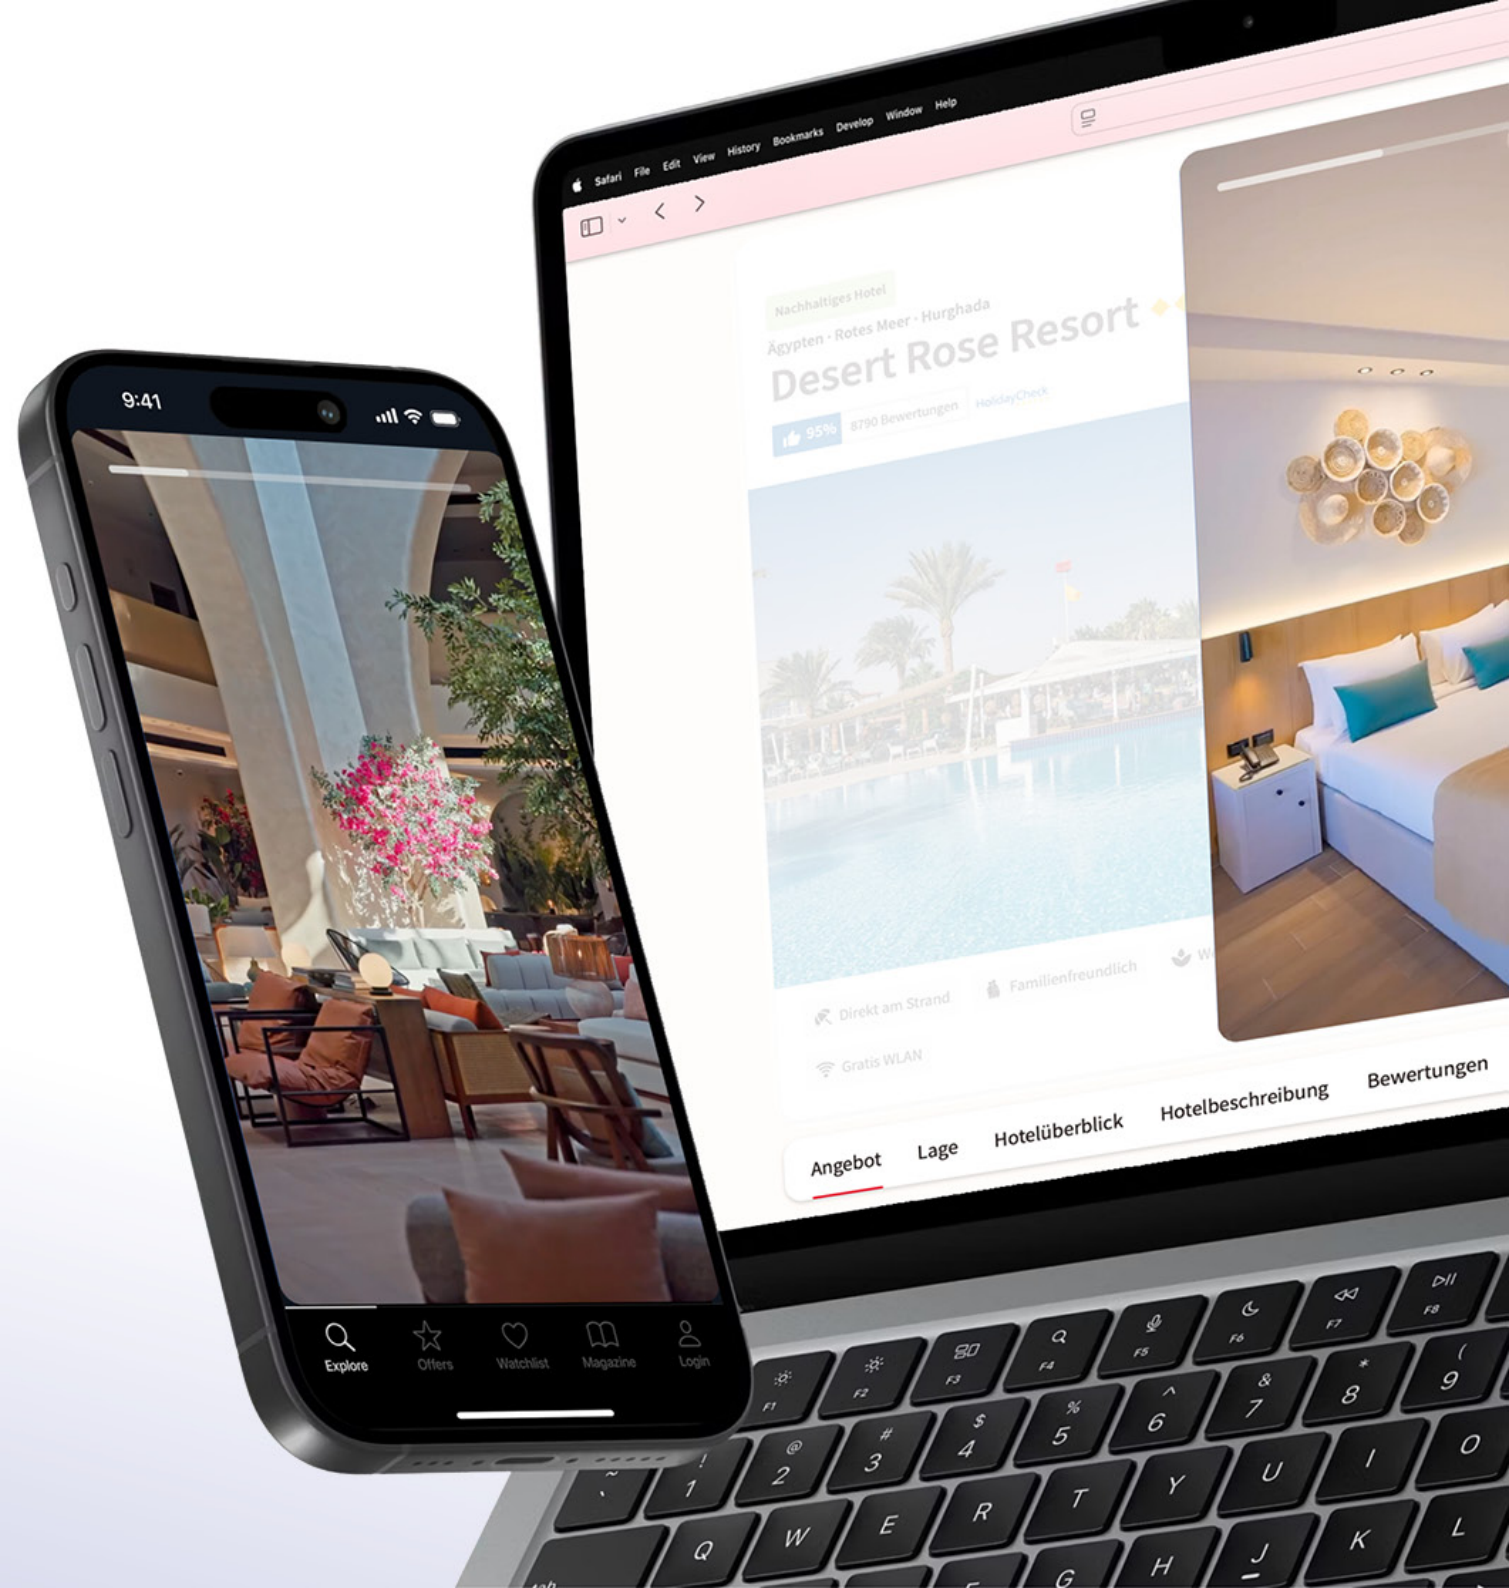 Safari File Edit View History Bookmarks Develop Window Help
Nachhaltiges Hotel
Ägypten · Rotes Meer · Hurghada
Desert Rose Resort
95% 8790 Bewertungen HolidayCheck
Direkt am Strand Familienfreundlich
Gratis WLAN
Angebot Lage Hotelüberblick Hotelbeschreibung Bewertungen
9:41
Explore Offers Watchlist Magazine Login
F1 F2 F3 F4 F5 F6 F7 F8
~ ! @ # $ % ^ & * (
` 1 2 3 4 5 6 7 8 9
Q W E R T Y U I O
G H J K L